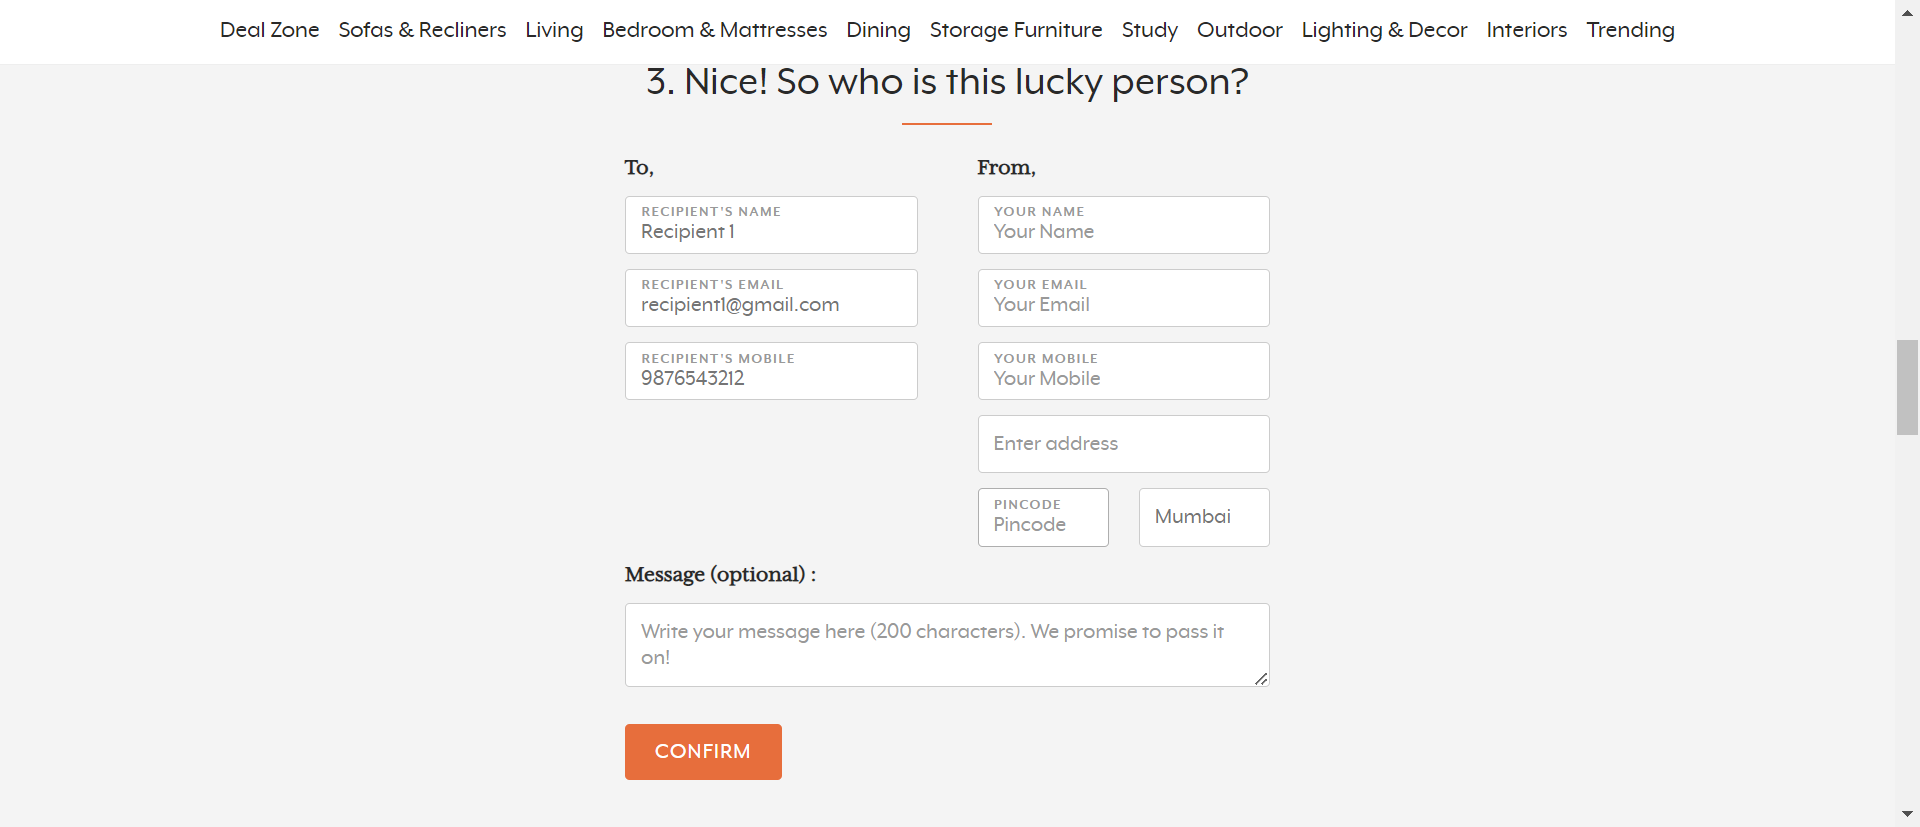 Deal Zone Sofas & Recliners Living Bedroom & Mattresses Dining Storage Furniture Study Outdoor Lighting & Decor Interiors Trending
3. Nice! So who is this lucky person?
To,
RECIPIENT'S NAME
Recipient 1
RECIPIENT'S EMAIL
recipient1@gmail.com
RECIPIENT'S MOBILE
9876543212
From,
YOUR NAME
Your Name
YOUR EMAIL
Your Email
YOUR MOBILE
Your Mobile
Enter address
PINCODE
Pincode
Mumbai
Message (optional) :
Write your message here (200 characters). We promise to pass it
on!
CONFIRM